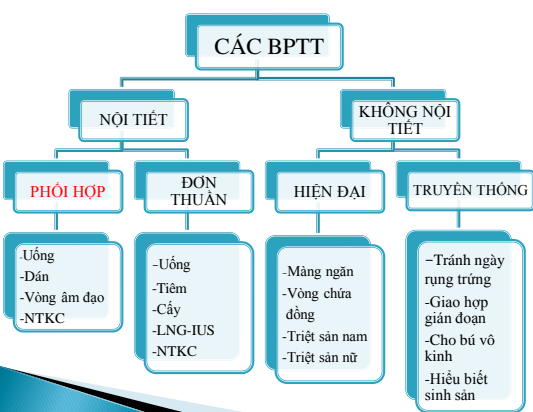 CÁC BPTT
NỘI TIẾT
KHÔNG NỘI
TIẾT
PHỐI HỢP
ĐƠN
THUẦN
HIỆN ĐẠI
TRUYỀN THỐNG
-Uống
-Dán
-Vòng âm đạo
-NTKC
-Uống
-Tiêm
-Cấy
-LNG-IUS
-NTKC
-Màng ngăn
-Vòng chứa
đồng
-Triệt sản nam
-Triệt sản nữ
-Tránh ngày
rụng trứng
-Giao hợp
gián đoạn
-Cho bú vô
kinh
-Hiểu biết
sinh sản